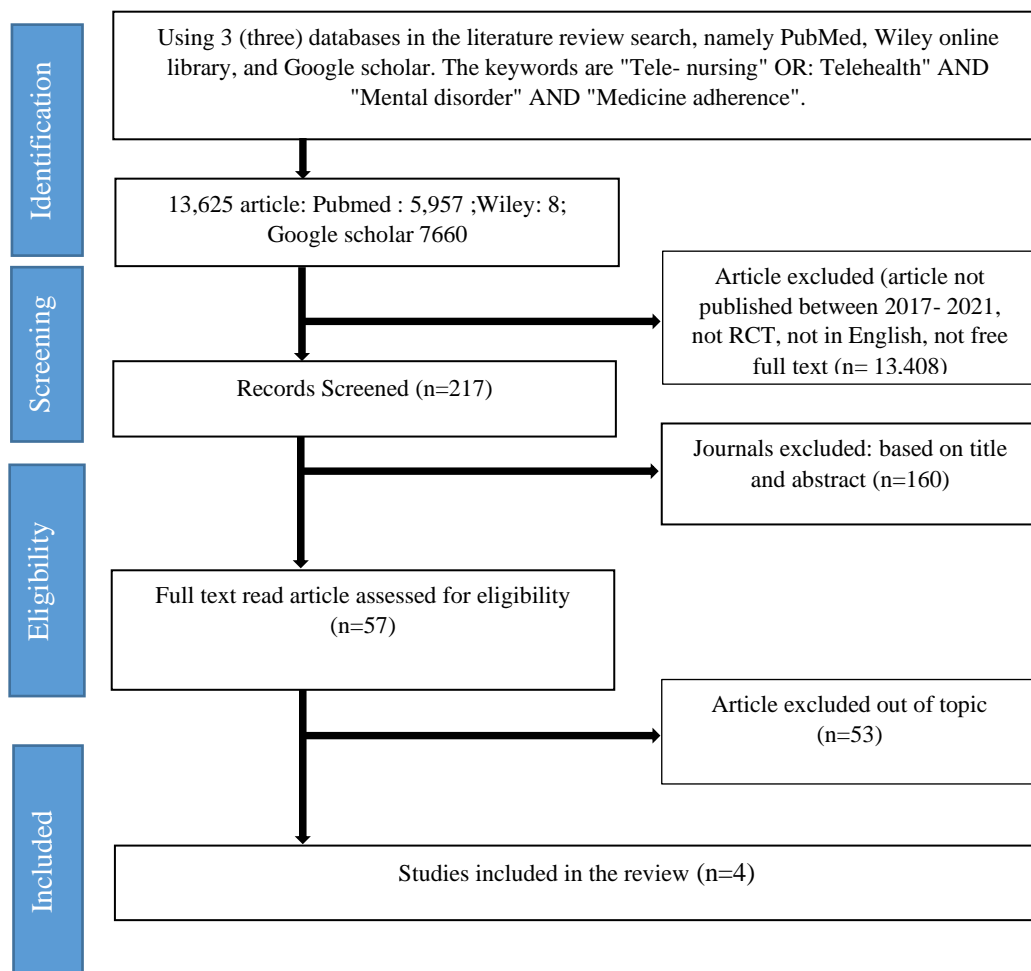 Identification
Using 3 (three) databases in the literature review search, namely PubMed, Wiley online
library, and Google scholar. The keywords are "Tele- nursing" OR: Telehealth" AND
"Mental disorder" AND "Medicine adherence".
13,625 article: Pubmed : 5,957 ;Wiley: 8;
Google scholar 7660
Screening
Article excluded (article not
published between 2017- 2021,
not RCT, not in English, not free
full text (n= 13.408)
Records Screened (n=217)
Journals excluded: based on title
and abstract (n=160)
Eligibility
Full text read article assessed for eligibility
(n=57)
Article excluded out of topic
(n=53)
Included
Studies included in the review (n=4)